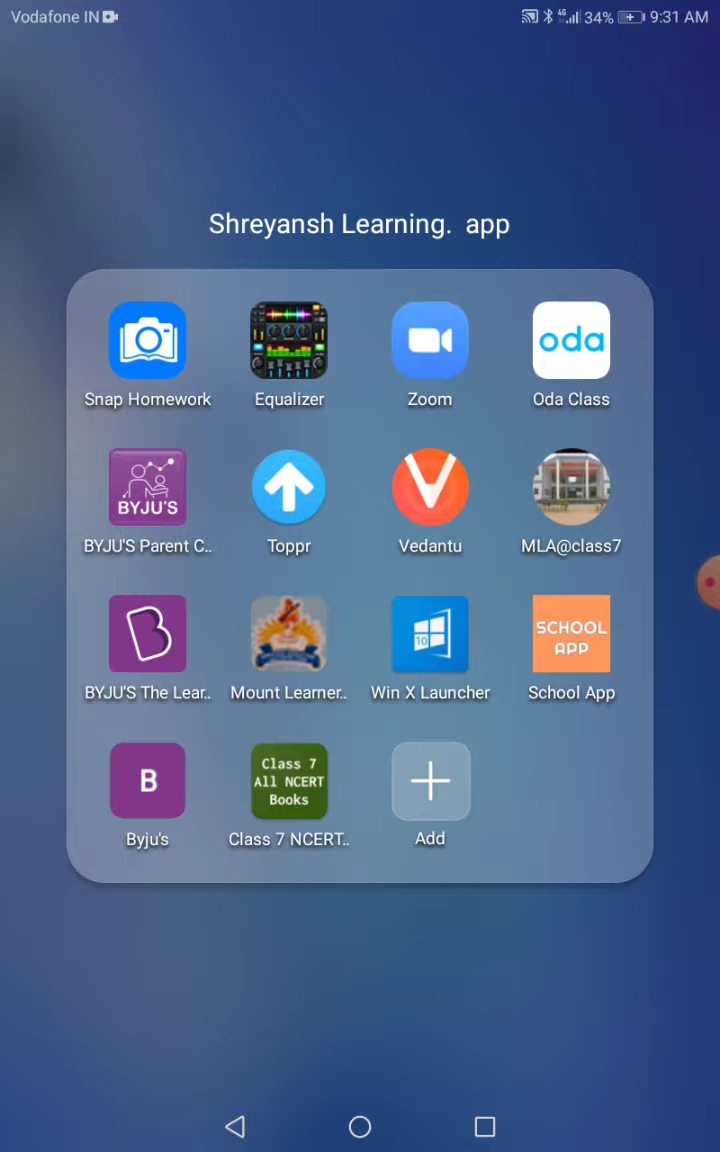 Vodafone IN 4G 34% 9:31 AM
Shreyansh Learning.  app
oda
Snap Homework Equalizer Zoom Oda Class
BYJU'S
BYJU'S Parent C.. Toppr Vedantu MLA@class7
10 SCHOOL
APP
BYJU'S The Lear.. Mount Learner.. Win X Launcher School App
B Class 7
All NCERT
Books
Byju's Class 7 NCERT.. Add